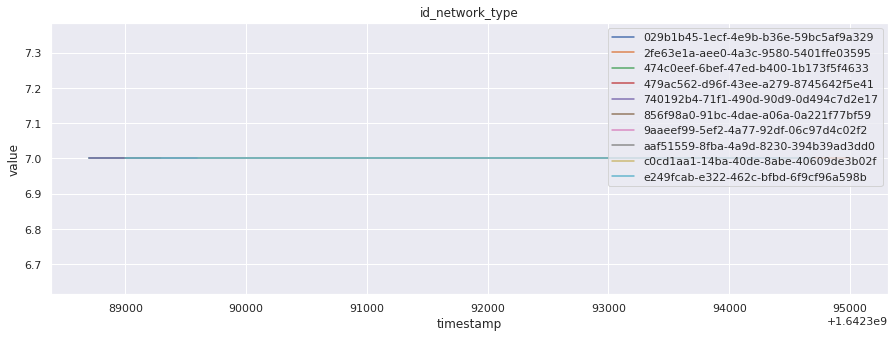 id_network_type
029b1b45-1ecf-4e9b-b36e-59bc5af9a329
2fe63e1a-aee0-4a3c-9580-5401ffe03595
474c0eef-6bef-47ed-b400-1b173f5f4633
479ac562-d96f-43ee-a279-8745642f5e41
740192b4-71f1-490d-90d9-0d494c7d2e17
856f98a0-91bc-4dae-a06a-0a221f77bf59
9aaeef99-5ef2-4a77-92df-06c97d4c02f2
aaf51559-8fba-4a9d-8230-394b39ad3dd0
c0cd1aa1-14ba-40de-8abe-40609de3b02f
e249fcab-e322-462c-bfbd-6f9cf96a598b
7.3
7.2
7.1
7.0
6.9
6.8
6.7
value
89000 90000 91000 92000 93000 94000 95000
timestamp
+1.6423e9